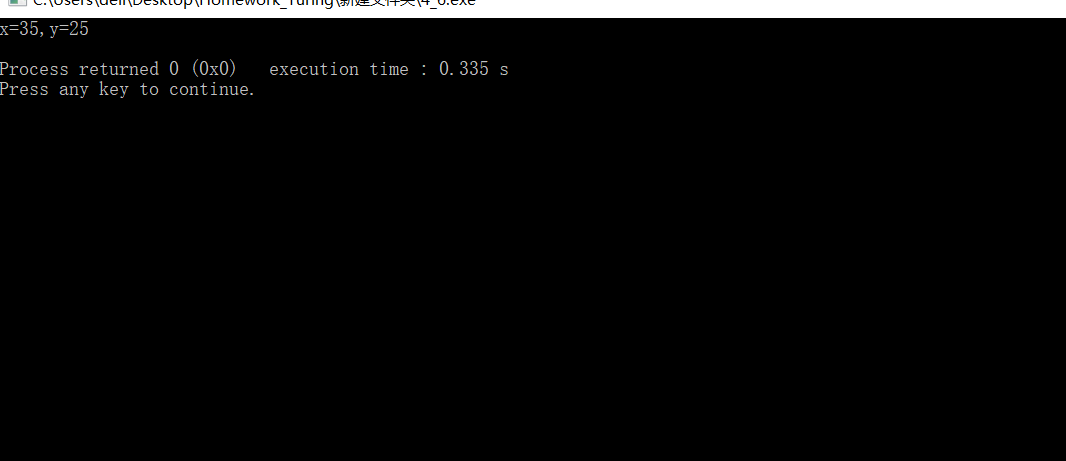 C:\Users\dell\Desktop\Homework_Turing\新建文件夹\4_6.exe
x=35,y=25
Process returned 0 (0x0)   execution time : 0.335 s
Press any key to continue.